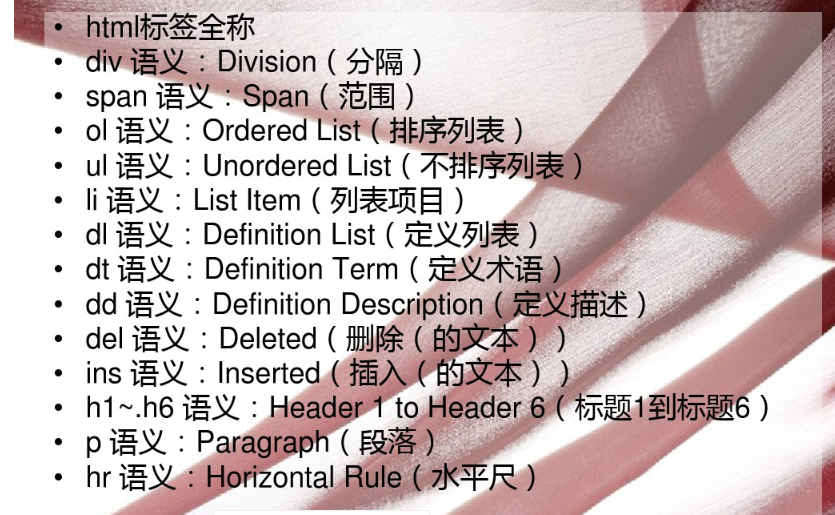 • html标签全称
• div 语义：Division（分隔）
• span 语义：Span（范围）
• ol 语义：Ordered List（排序列表）
• ul 语义：Unordered List（不排序列表）
• li 语义：List Item（列表项目）
• dl 语义：Definition List（定义列表）
• dt 语义：Definition Term（定义术语）
• dd 语义：Definition Description（定义描述）
• del 语义：Deleted（删除（的文本））
• ins 语义：Inserted（插入（的文本））
• h1~.h6 语义：Header 1 to Header 6（标题1到标题6）
• p 语义：Paragraph（段落）
• hr 语义：Horizontal Rule（水平尺）